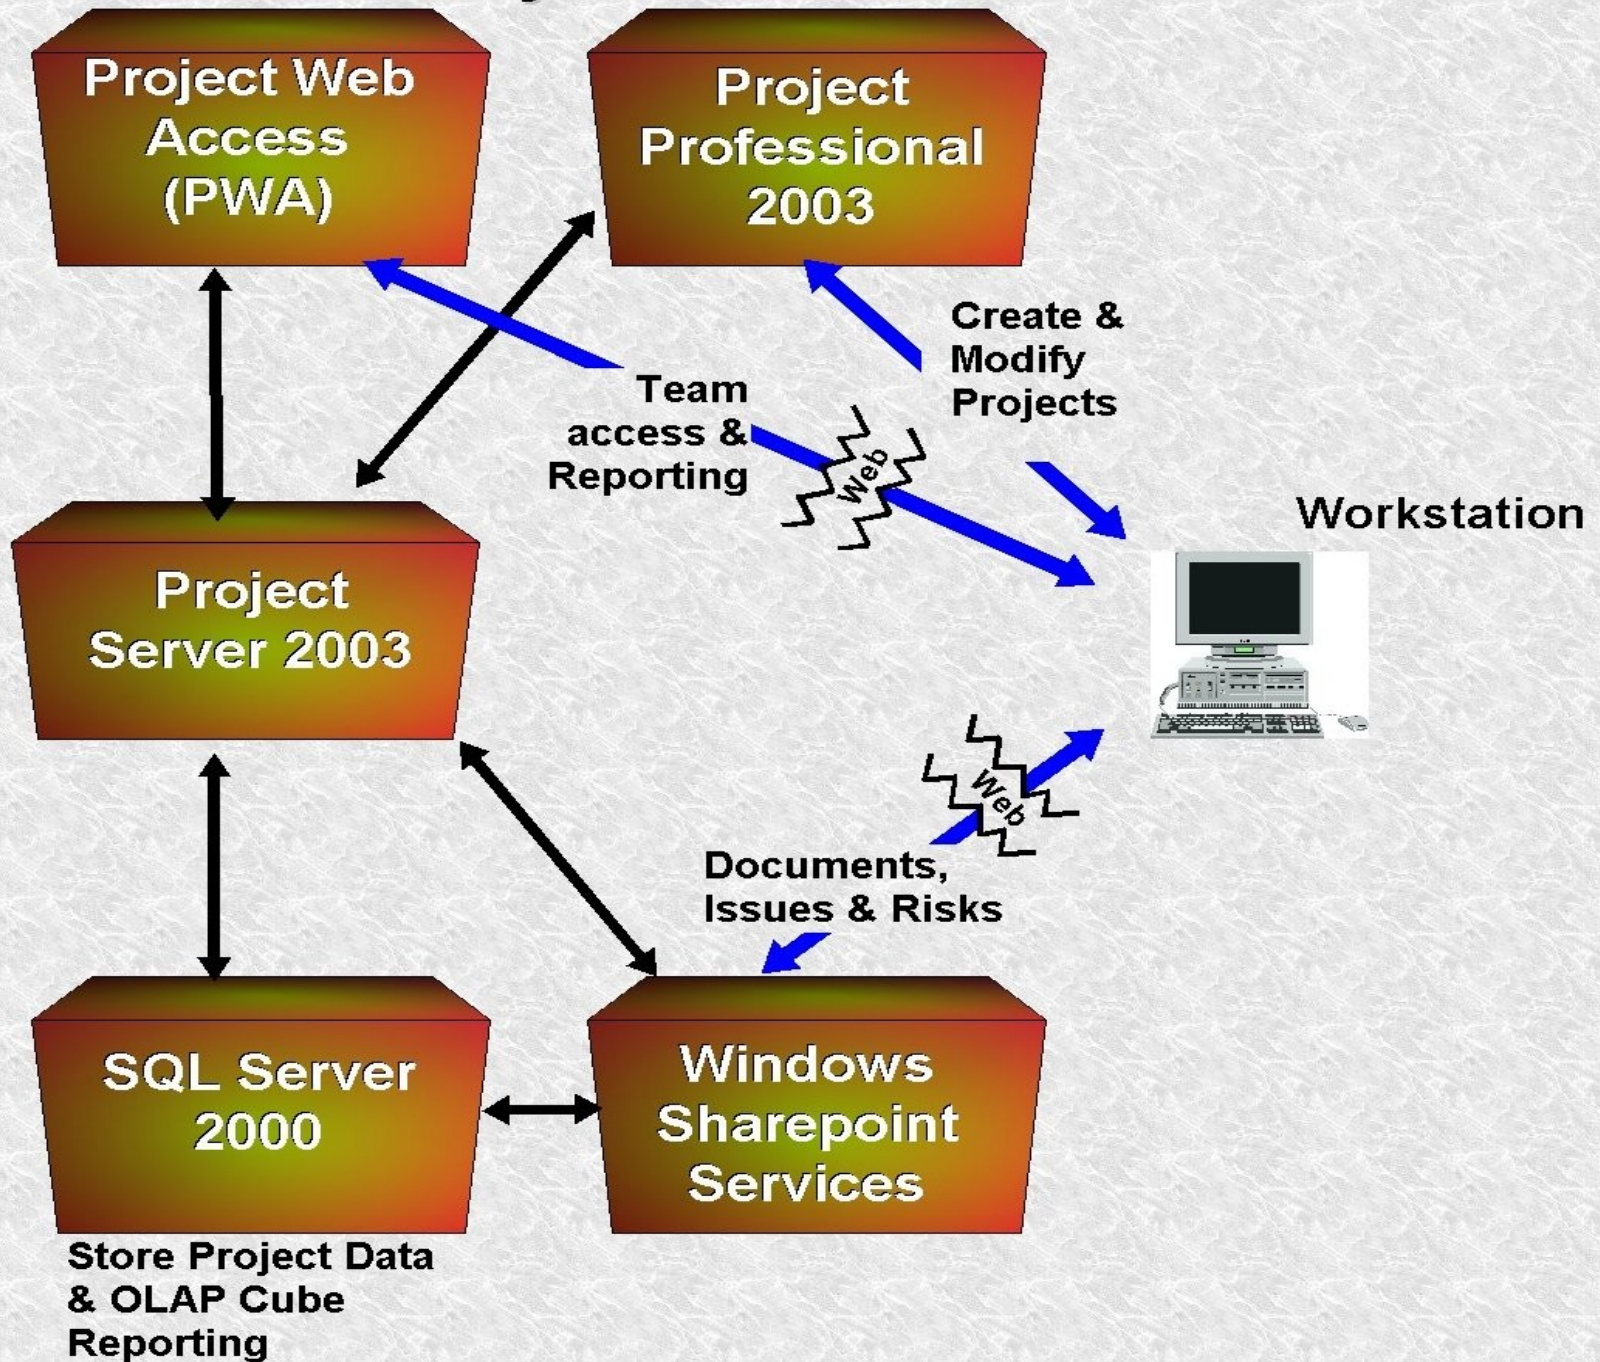 Project Web
Access
(PWA)
Project
Professional
2003
Create &
Modify
Projects
Team
access &
Reporting
Web
Workstation
Project
Server 2003
Web
Documents,
Issues & Risks
SQL Server
2000
Windows
Sharepoint
Services
Store Project Data
& OLAP Cube
Reporting